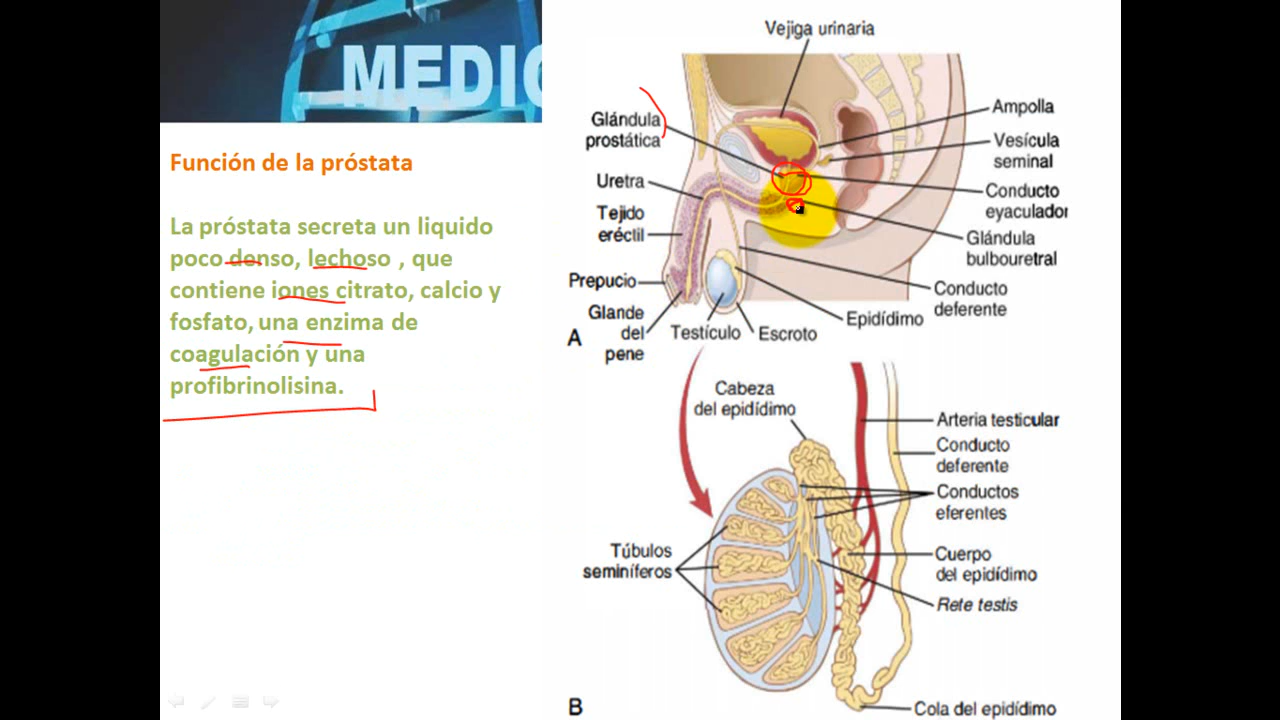 MEDIC
Función de la próstata
La próstata secreta un liquido
poco denso, lechoso , que
contiene iones citrato, calcio y
fosfato, una enzima de
coagulación y una
profibrinolisina.
Vejiga urinaria
Glándula
prostática
Uretra
Tejido
eréctil
Prepucio
Glande
del
pene
Testículo
Escroto
Epidídimo
Ampolla
Vesícula
seminal
Conducto
eyaculador
Glándula
bulbouretral
Conducto
deferente
A
Cabeza
del epidídimo
Arteria testicular
Conducto
deferente
Conductos
eferentes
Túbulos
seminíferos
Cuerpo
del epidídimo
Rete testis
Cola del epidídimo
B